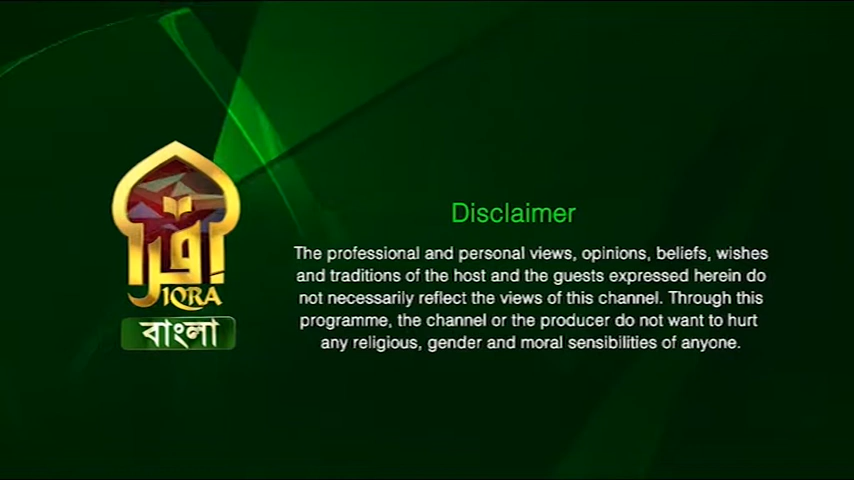 اقرأ
IQRA
বাংলা
Disclaimer
The professional and personal views, opinions, beliefs, wishes
and traditions of the host and the guests expressed herein do
not necessarily reflect the views of this channel. Through this
programme, the channel or the producer do not want to hurt
any religious, gender and moral sensibilities of anyone.